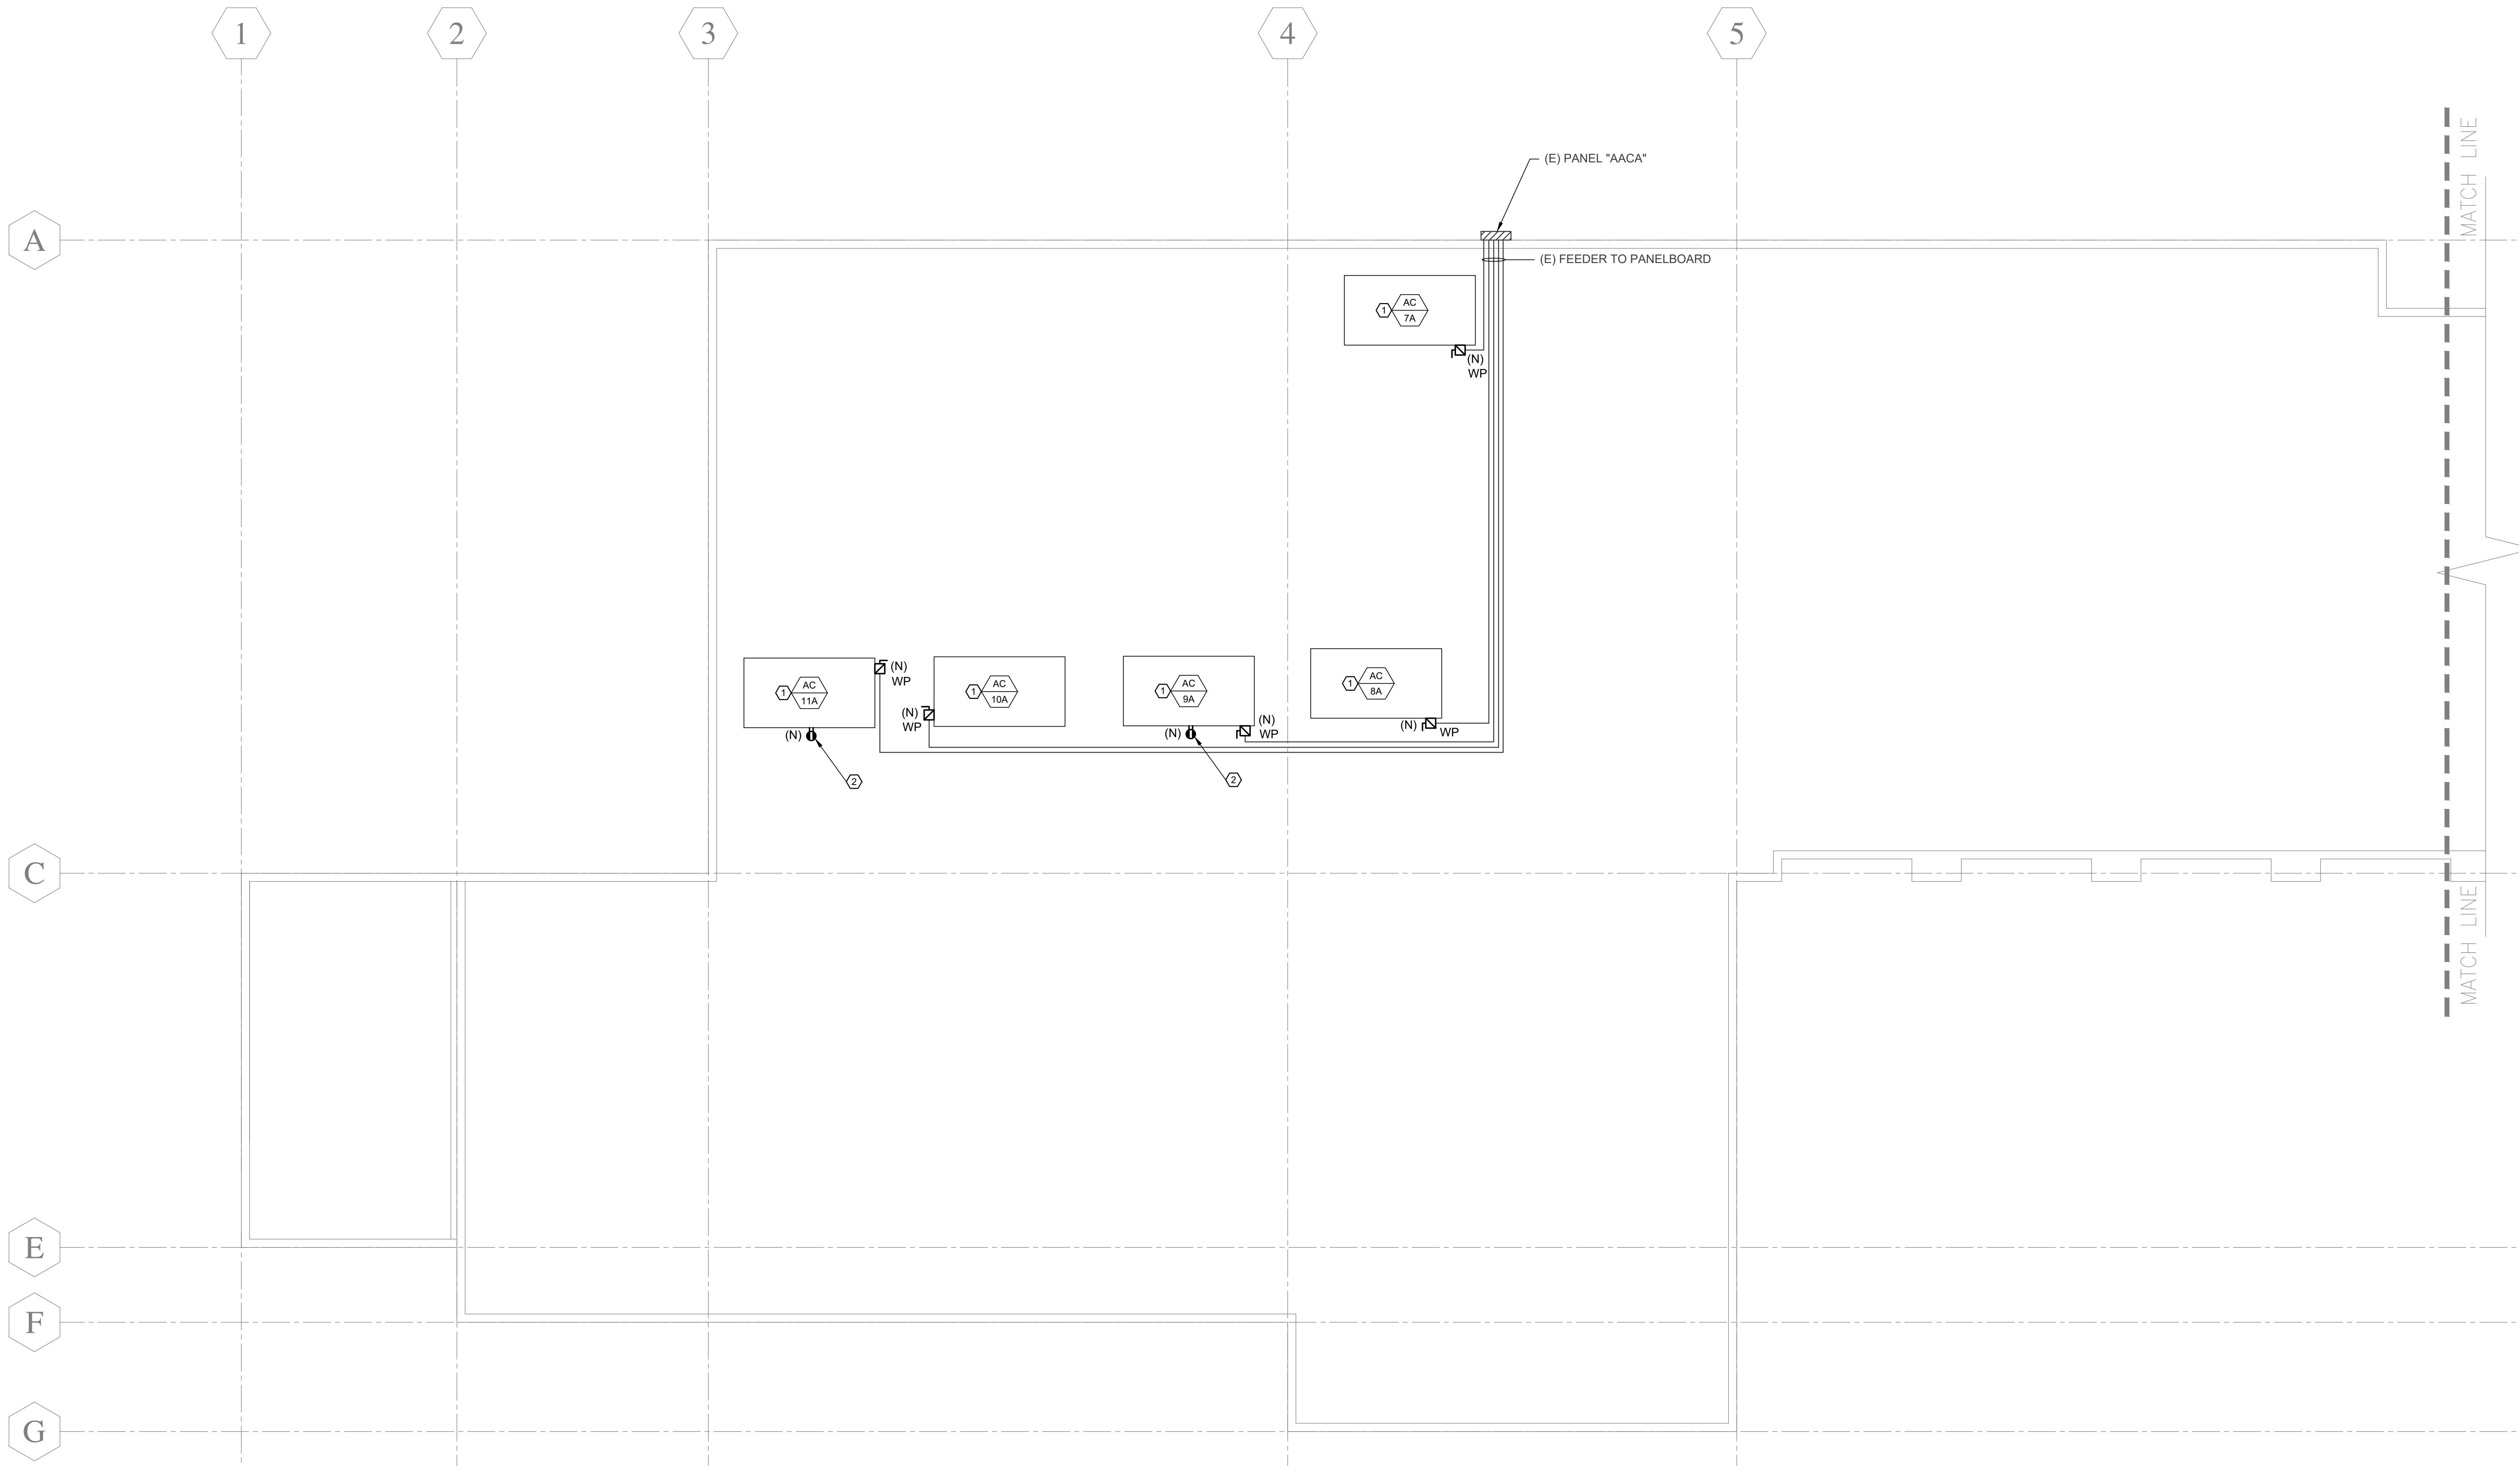 1
2
3
4
5
MATCH LINE
(E) PANEL "AACA"
A
(E) FEEDER TO PANELBOARD
1
AC
7A
(N)
WP
1
AC
11A
(N)
WP
(N)
2
1
AC
10A
(N)
WP
1
AC
9A
(N)
WP
(N)
2
1
AC
8A
(N)
WP
C
MATCH LINE
E
F
G